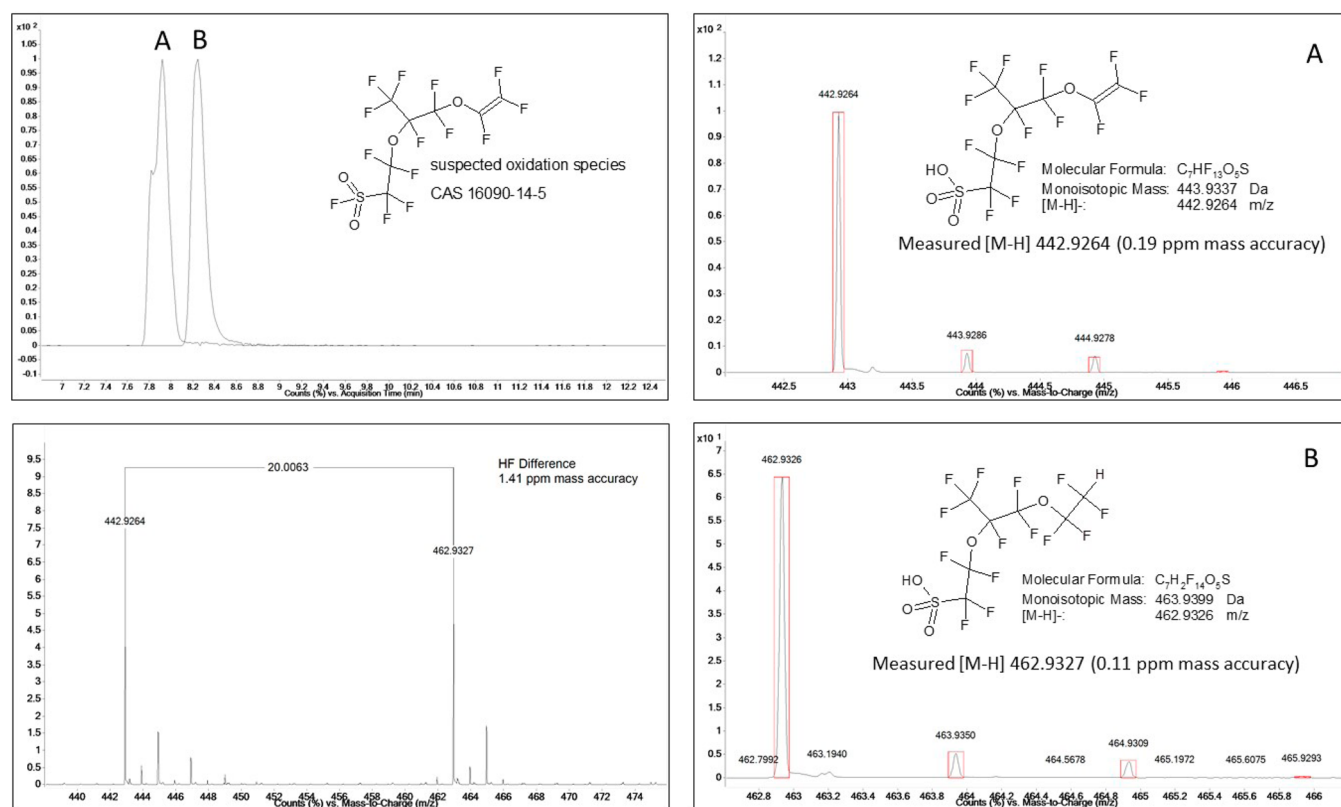 x10 2
A B
1.05
1
0.95
0.9
0.85
0.8
0.75
0.7
0.65
0.6
0.55
0.5
0.45
0.4
0.35
0.3
0.25
0.2
0.15
0.1
0.05
0
-0.05
-0.1
F F
F F F
F O F
F F F
O F
O F
S F
F O F F
suspected oxidation species
CAS 16090-14-5
7 7.2 7.4 7.6 7.8 8 8.2 8.4 8.6 8.8 9 9.2 9.4 9.6 9.8 10 10.2 10.4 10.6 10.8 11 11.2 11.4 11.6 11.8 12 12.2 12.4
Counts (%) vs. Acquisition Time (min)
x10 2
A
1.2
1.1
1
0.9
0.8
0.7
0.6
0.5
0.4
0.3
0.2
0.1
0
442.9264
F F
F F F
F O F
F F F
O F
HO F
O S F
O F F
Molecular Formula: C7HF13O5S
Monoisotopic Mass: 443.9337 Da
[M-H]-: 442.9264 m/z
Measured [M-H] 442.9264 (0.19 ppm mass accuracy)
443.9286
444.9278
442.5 443 443.5 444 444.5 445 445.5 446 446.5
Counts (%) vs. Mass-to-Charge (m/z)
9.5
9
8.5
8
7.5
7
6.5
6
5.5
5
4.5
4
3.5
3
2.5
2
1.5
1
0.5
0
20.0063
HF Difference
1.41 ppm mass accuracy
442.9264
462.9327
440 442 444 446 448 450 452 454 456 458 460 462 464 466 468 470 472 474
Counts (%) vs. Mass-to-Charge (m/z)
x10 1
B
7
6.5
6
5.5
5
4.5
4
3.5
3
2.5
2
1.5
1
0.5
0
462.9326
F F H
F F F
F O F
F F F F
O F
HO F
O S F
O F F
Molecular Formula: C7H2F14O5S
Monoisotopic Mass: 463.9399 Da
[M-H]-: 462.9326 m/z
Measured [M-H] 462.9327 (0.11 ppm mass accuracy)
462.7992
463.1940
463.9350
464.5678
464.9309
465.1972
465.6075
465.9293
462.8 463 463.2 463.4 463.6 463.8 464 464.2 464.4 464.6 464.8 465 465.2 465.4 465.6 465.8 466
Counts (%) vs. Mass-to-Charge (m/z)